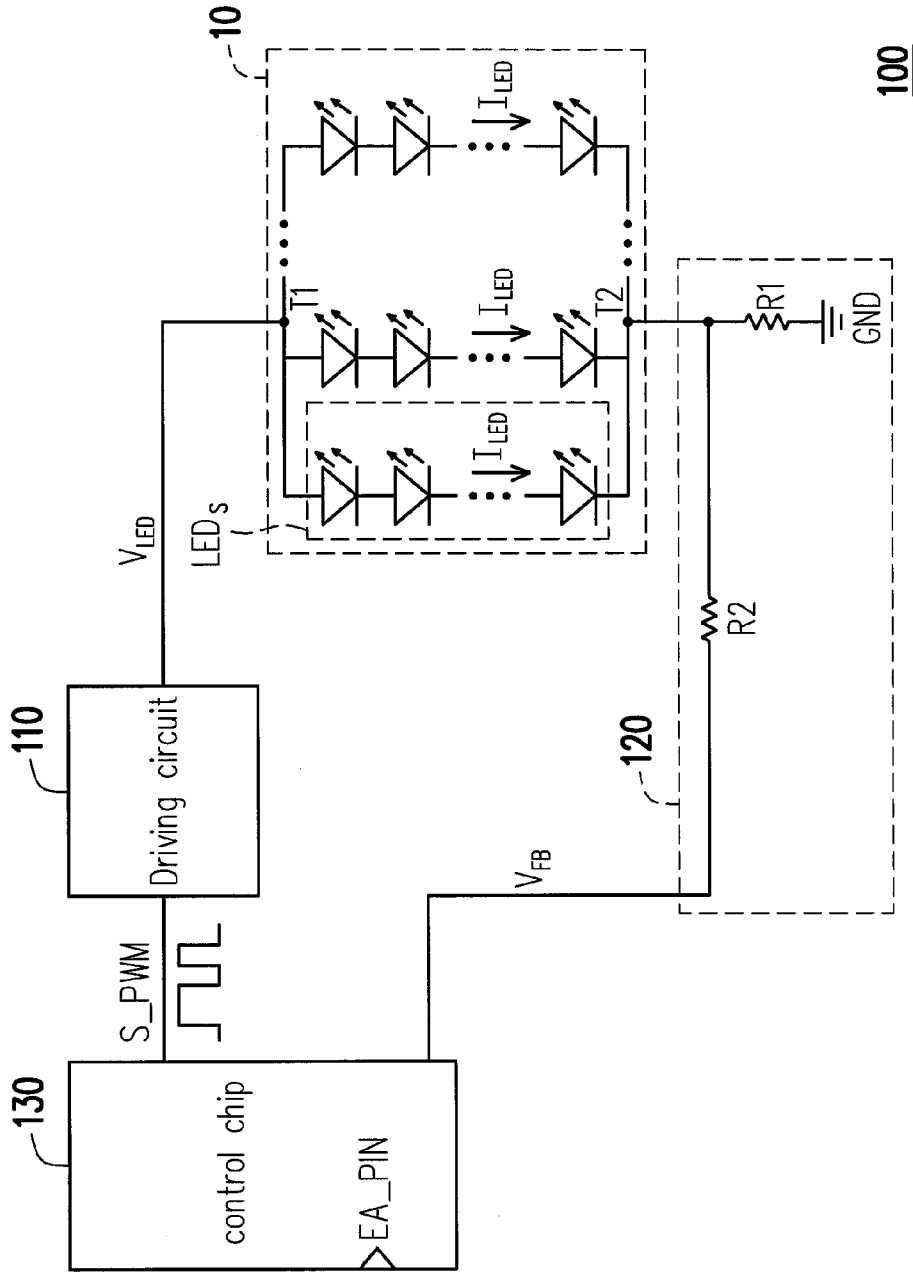 130
control chip
EA_PIN
S_PWM
110
Driving circuit
V_LED
10
T1
LED_S
I_LED
I_LED
I_LED
T2
V_FB
120
R2
R1
GND
100